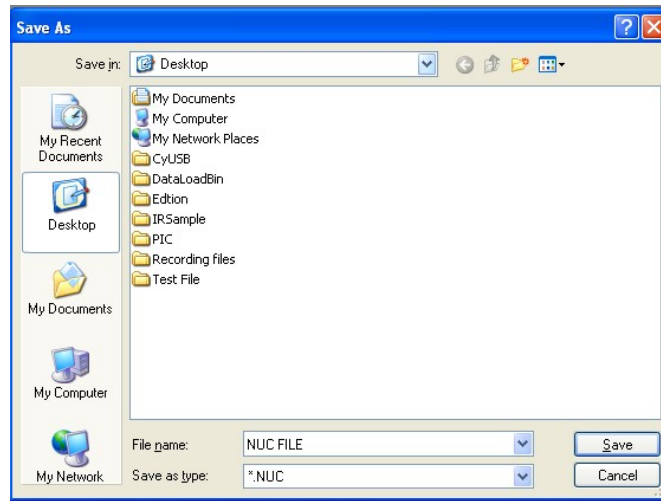 Save As
Save in: Desktop
My Recent
Documents
Desktop
My Documents
My Computer
My Network
My Documents
My Computer
My Network Places
CyUSB
DataLoadBin
Edtion
IRSample
PIC
Recording files
Test File
File name: NUC FILE Save
Save as type: *.NUC Cancel